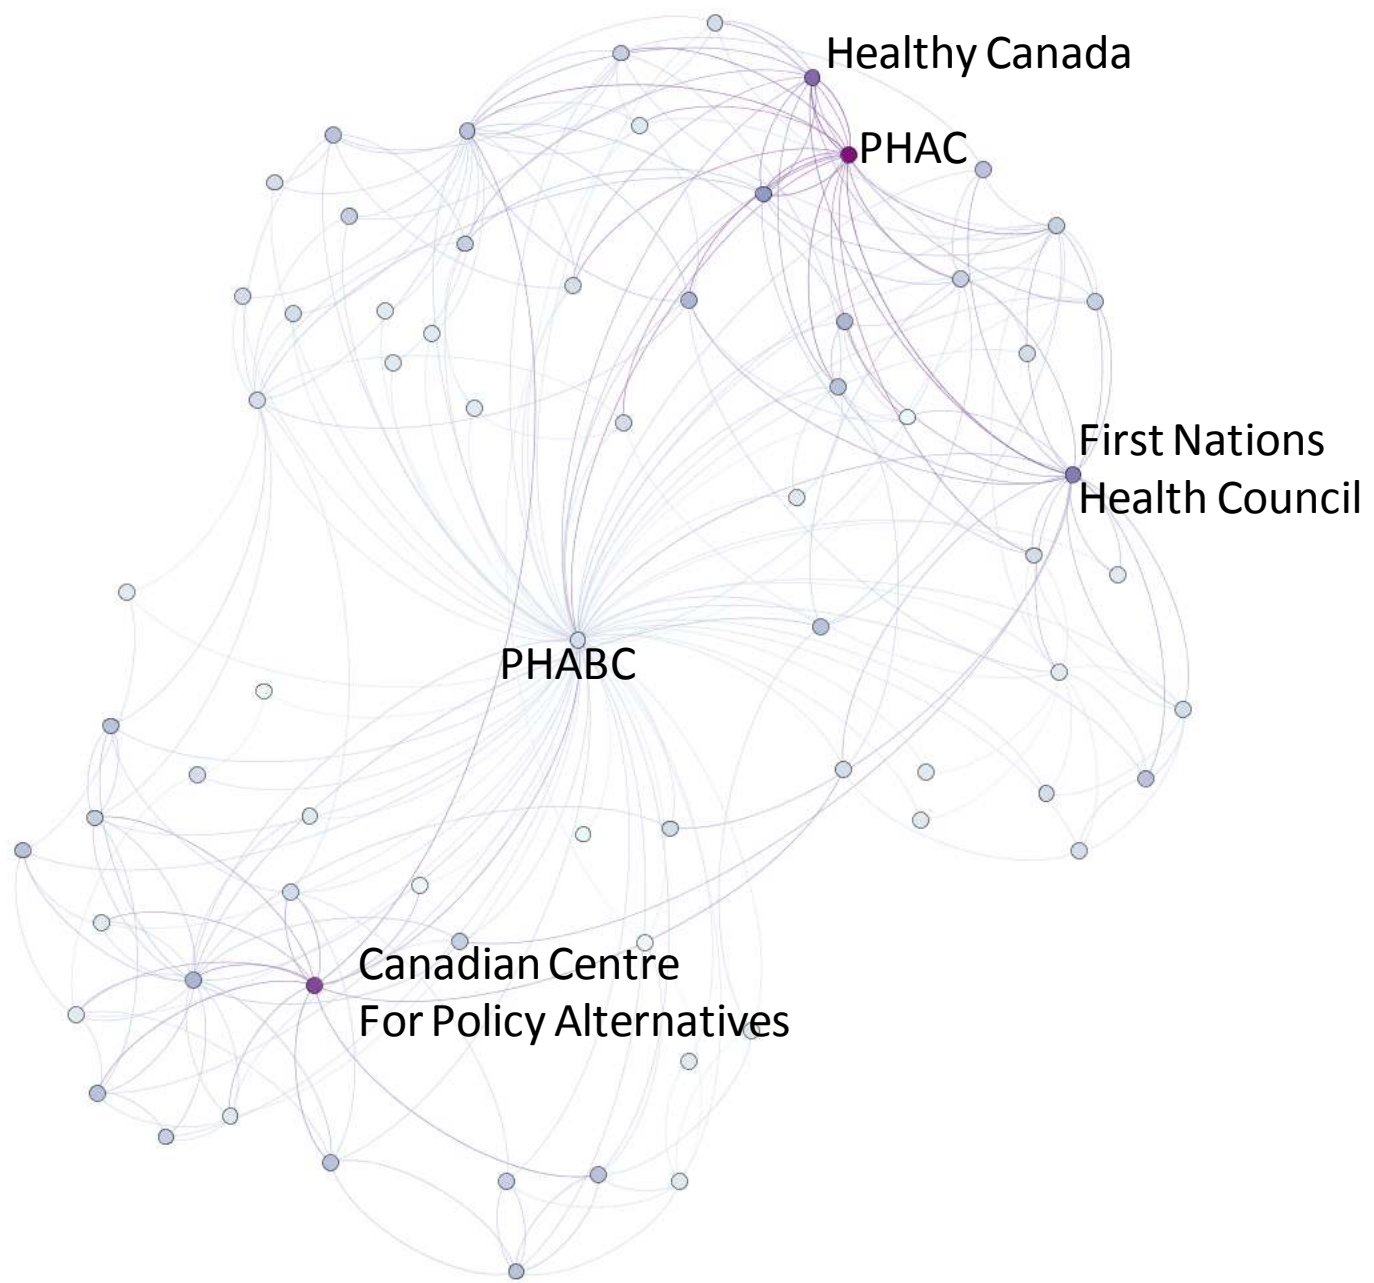 Healthy Canada
PHAC
First Nations
Health Council
PHABC
Canadian Centre
For Policy Alternatives